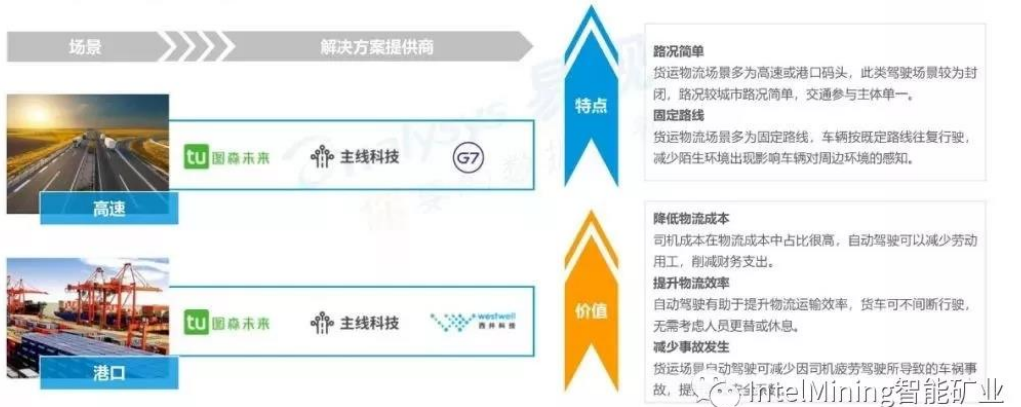 场景
解决方案提供商
tu 图森未来
主线科技
G7
高速
tu 图森未来
主线科技
westwell
西井科技
港口
特点
路况简单
货运物流场景多为高速或港口码头，此类驾驶场景较为封
闭，路况较城市路况简单，交通参与主体单一。
固定路线
货运物流场景多为固定路线，车辆按既定路线往复行驶，
减少陌生环境出现影响车辆对周边环境的感知。
价值
降低物流成本
司机成本在物流成本中占比很高，自动驾驶可以减少劳动
用工，削减财务支出。
提升物流效率
自动驾驶有助于提升物流运输效率，货车可不间断行驶，
无需考虑人员更替或休息。
减少事故发生
货运场景自动驾驶可减少因司机疲劳驾驶所导致的车祸事
故，提
IntelMining智能矿业